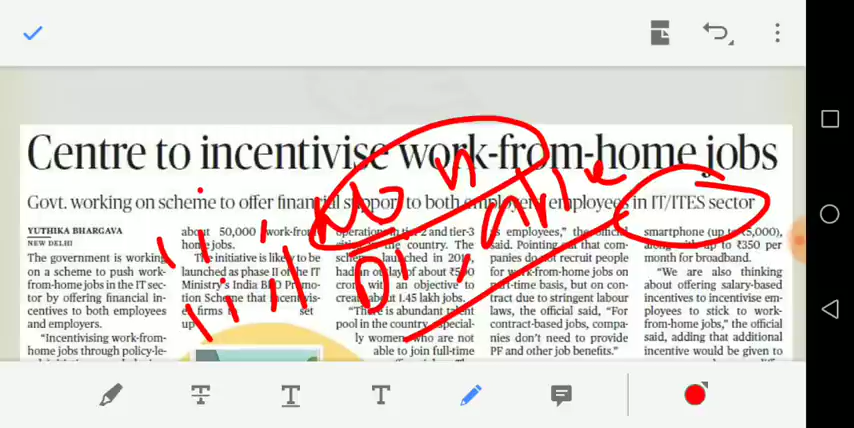 Centre to incentivise work-from-home jobs
Govt. working on scheme to offer financial support to both employers, employees in IT/ITES sector
YUTHIKA BHARGAVA
NEW DELHI
The government is working
on a scheme to push work-
from-home jobs in the IT sec-
tor by offering financial in-
centives to both employees
and employers.
"Incentivising work-from-
home jobs through policy-le-
about 50,000 work-from-
home jobs.
The initiative is likely to be
launched as phase II of the IT
Ministry's India BPO Promo-
tion Scheme that incentivis-
es firms to set
up
operations in tier-2 and tier-3
cities in the country. The
scheme, launched in 201
had an outlay of about ₹500
crore with an objective to
create about 1.45 lakh jobs.
"There is abundant talent
pool in the country, especial-
ly women, who are not
able to join full-time
as employees," the official
said. Pointing out that com-
panies do not recruit people
for work-from-home jobs on
part-time basis, but on con-
tract due to stringent labour
laws, the official said, "For
contract-based jobs, compa-
nies don't need to provide
PF and other job benefits."
smartphone (up to ₹5,000),
along with up to ₹350 per
month for broadband.
"We are also thinking
about offering salary-based
incentives to incentivise em-
ployees to stick to work-
from-home jobs," the official
said, adding that additional
incentive would be given to